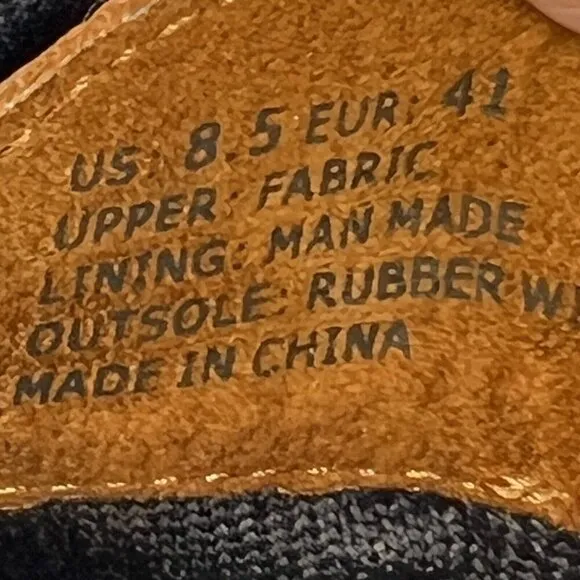 US: 8.5 EUR: 41
UPPER: FABRIC
LINING: MAN MADE
OUTSOLE: RUBBER
MADE IN CHINA